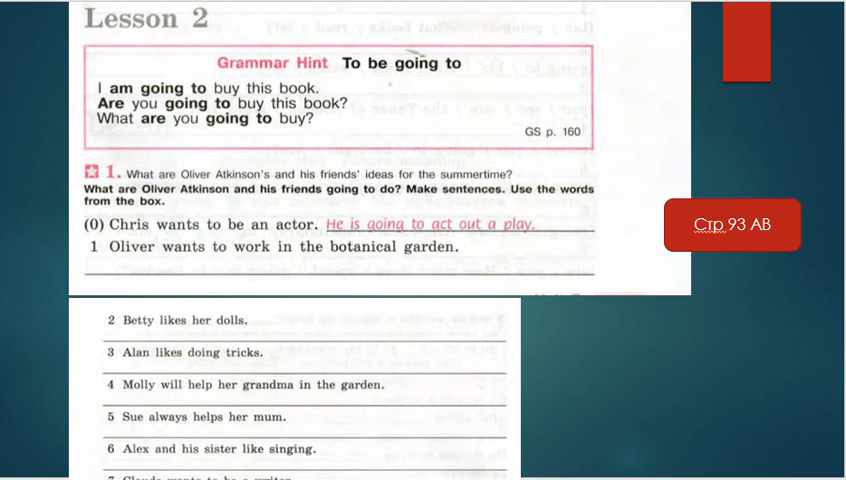 Lesson 2
Grammar Hint To be going to
I am going to buy this book.
Are you going to buy this book?
What are you going to buy?
GS p. 160
1. What are Oliver Atkinson's and his friends' ideas for the summertime?
What are Oliver Atkinson and his friends going to do? Make sentences. Use the words
from the box.
(0) Chris wants to be an actor. He is going to act out a play.
1 Oliver wants to work in the botanical garden.
2 Betty likes her dolls.
3 Alan likes doing tricks.
4 Molly will help her grandma in the garden.
5 Sue always helps her mum.
6 Alex and his sister like singing.
Стр 93 АВ